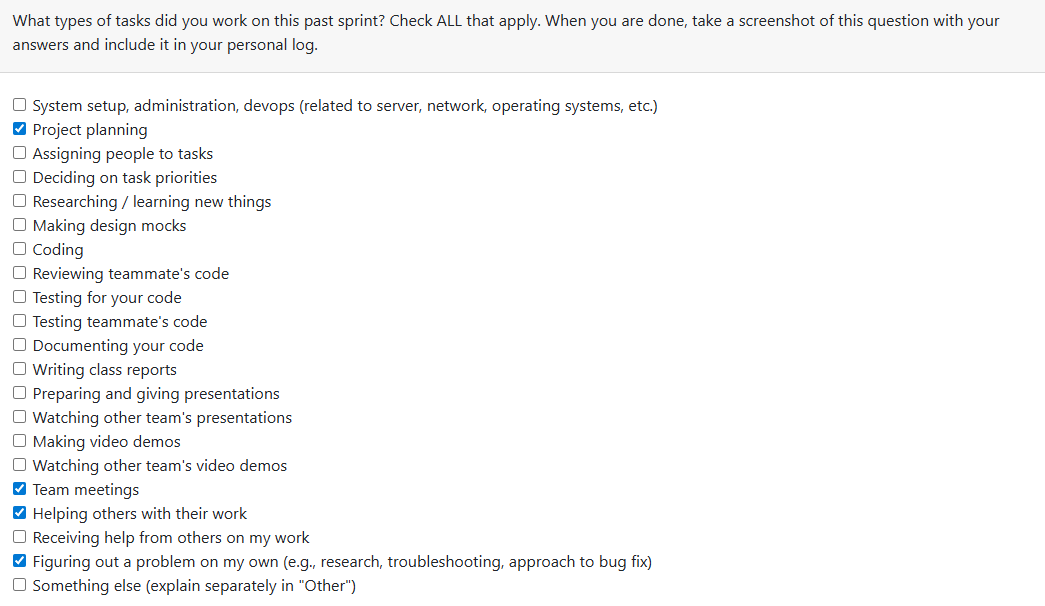 What types of tasks did you work on this past sprint? Check ALL that apply. When you are done, take a screenshot of this question with your
answers and include it in your personal log.
System setup, administration, devops (related to server, network, operating systems, etc.)
Project planning
Assigning people to tasks
Deciding on task priorities
Researching / learning new things
Making design mocks
Coding
Reviewing teammate's code
Testing for your code
Testing teammate's code
Documenting your code
Writing class reports
Preparing and giving presentations
Watching other team's presentations
Making video demos
Watching other team's video demos
Team meetings
Helping others with their work
Receiving help from others on my work
Figuring out a problem on my own (e.g., research, troubleshooting, approach to bug fix)
Something else (explain separately in "Other")